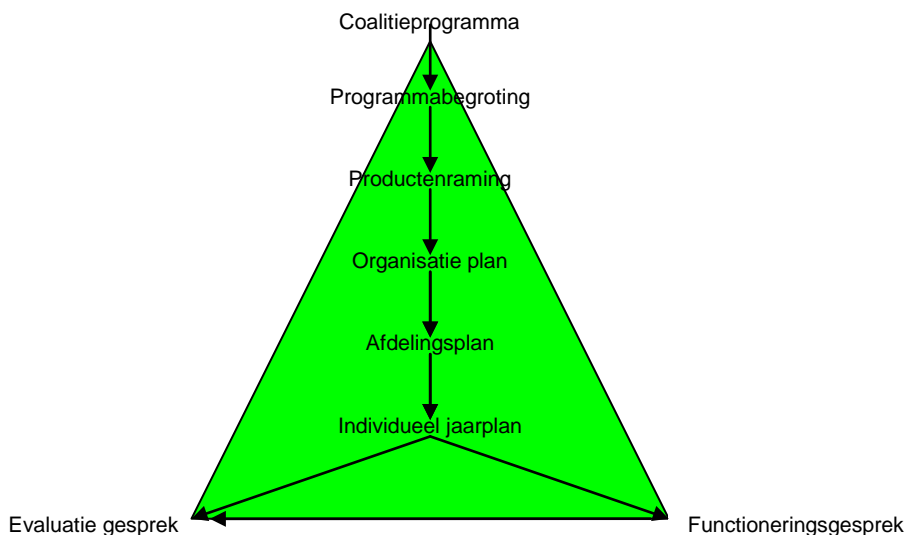 Coalitieprogramma
Programmabegroting
Productenraming
Organisatie plan
Afdelingsplan
Individueel jaarplan
Evaluatie gesprek
Functioneringsgesprek